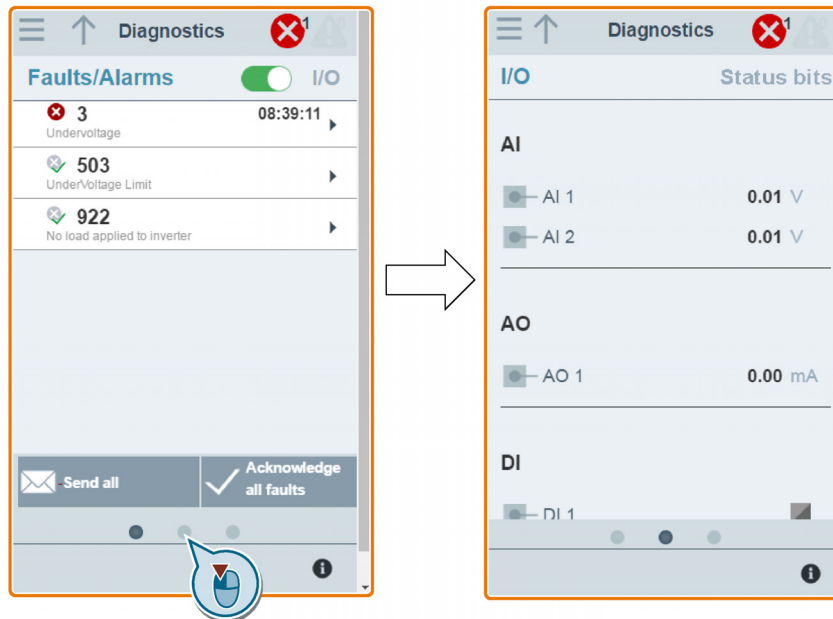 Diagnostics
1
Faults/Alarms
I/O
3
08:39:11
Undervoltage
503
UnderVoltage Limit
922
No load applied to inverter
Send all
Acknowledge
all faults
Diagnostics
1
I/O
Status bits
AI
AI 1
0.01 V
AI 2
0.01 V
AO
AO 1
0.00 mA
DI
DI 1